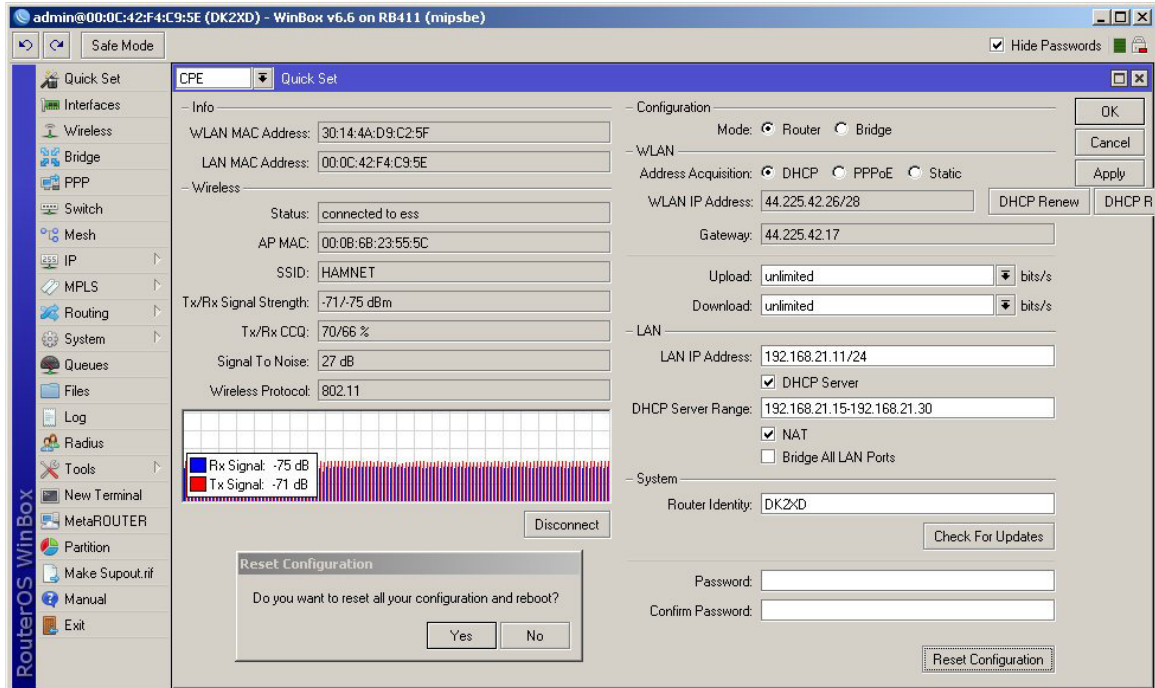 admin@00:0C:42:F4:C9:5E (DK2XD) - WinBox v6.6 on RB411 (mipsbe)
Safe Mode
Hide Passwords
RouterOS WinBox
Quick Set
Interfaces
Wireless
Bridge
PPP
Switch
Mesh
255 IP
MPLS
Routing
System
Queues
Files
Log
Radius
Tools
New Terminal
MetaROUTER
Partition
Make Supout.rif
Manual
Exit
CPE Quick Set
Info
WLAN MAC Address: 30:14:4A:D9:C2:5F
LAN MAC Address: 00:0C:42:F4:C9:5E
Wireless
Status: connected to ess
AP MAC: 00:0B:6B:23:55:5C
SSID: HAMNET
Tx/Rx Signal Strength: -71/-75 dBm
Tx/Rx CCQ: 70/66 %
Signal To Noise: 27 dB
Wireless Protocol: 802.11
Rx Signal: -75 dB
Tx Signal: -71 dB
Disconnect
Reset Configuration
Do you want to reset all your configuration and reboot?
Yes No
Configuration
Mode: Router Bridge
WLAN
Address Acquisition: DHCP PPPoE Static
WLAN IP Address: 44.225.42.26/28 DHCP Renew DHCP R
Gateway: 44.225.42.17
Upload: unlimited bits/s
Download: unlimited bits/s
LAN
LAN IP Address: 192.168.21.11/24
DHCP Server
DHCP Server Range: 192.168.21.15-192.168.21.30
NAT
Bridge All LAN Ports
System
Router Identity: DK2XD
Check For Updates
Password:
Confirm Password:
Reset Configuration
OK
Cancel
Apply